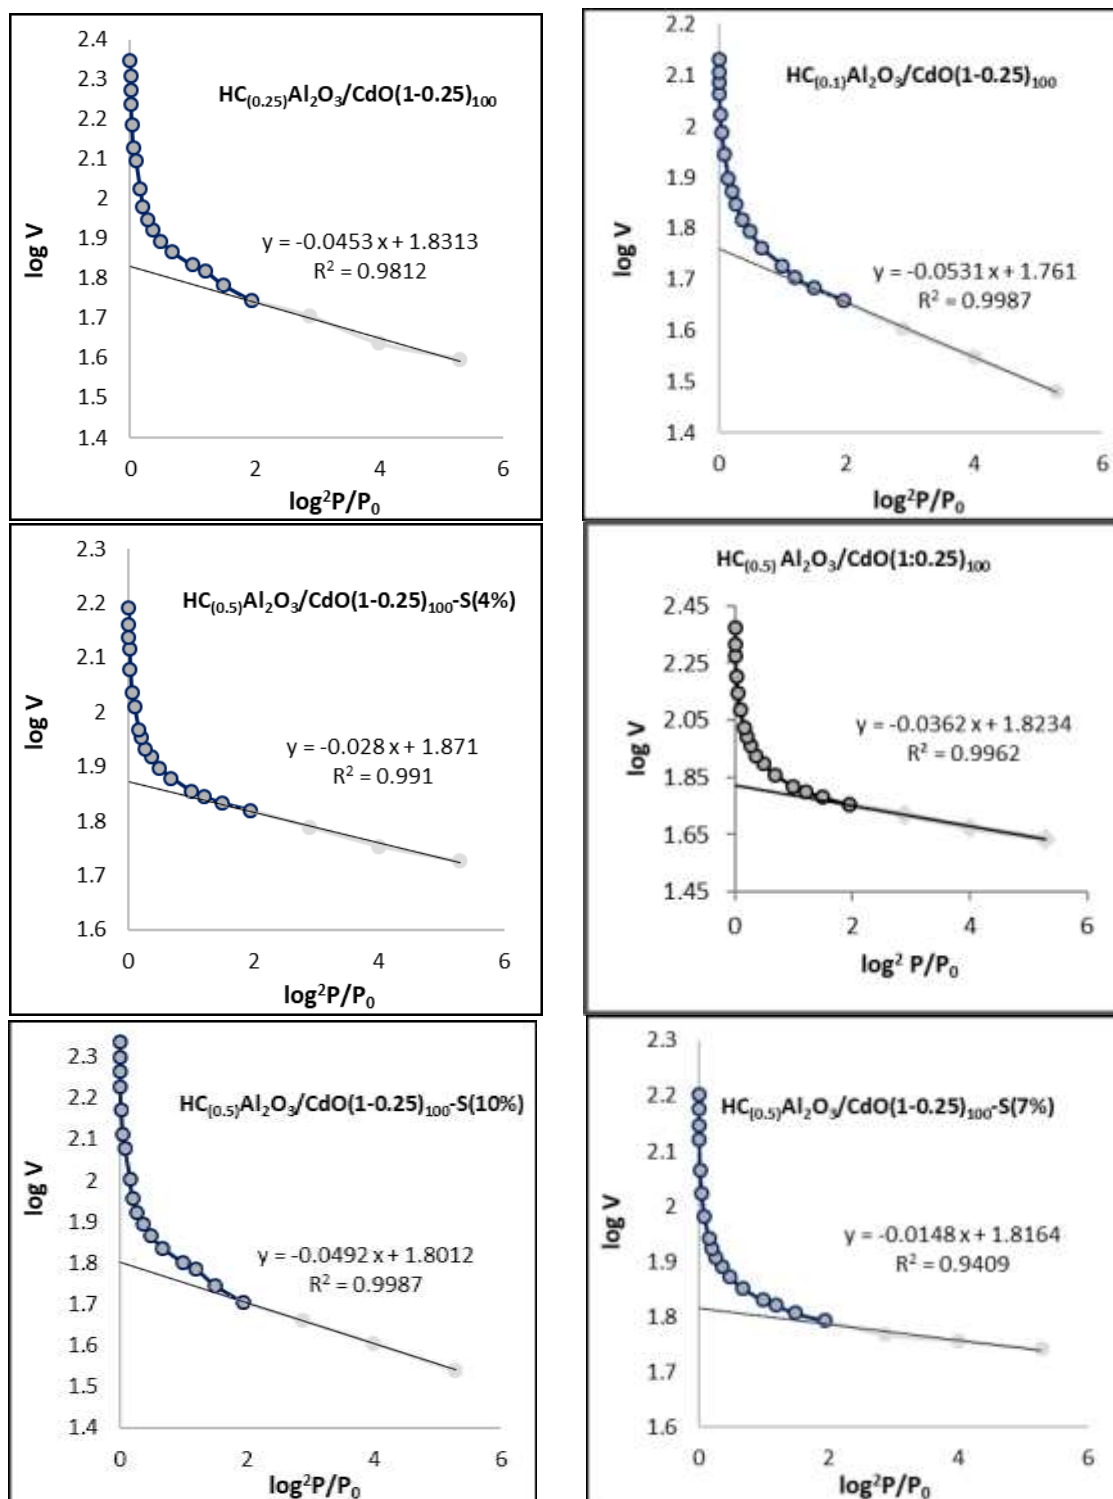 HC(0.25)Al2O3/CdO(1-0.25)100
2.4
2.3
2.2
2.1
2
1.9
1.8
1.7
1.6
1.5
1.4
log V
y = -0.0453 x + 1.8313
R² = 0.9812
0 2 4 6
log²P/P0
HC(0.1)Al2O3/CdO(1-0.25)100
2.2
2.1
2
1.9
1.8
1.7
1.6
1.5
1.4
log V
y = -0.0531 x + 1.761
R² = 0.9987
0 2 4 6
log²P/P0
HC(0.5)Al2O3/CdO(1-0.25)100-S(4%)
2.3
2.2
2.1
2
1.9
1.8
1.7
1.6
log V
y = -0.028 x + 1.871
R² = 0.991
0 2 4 6
log²P/P0
HC(0.5) Al2O3/CdO(1:0.25)100
2.45
2.25
2.05
1.85
1.65
1.45
log V
y = -0.0362 x + 1.8234
R² = 0.9962
0 2 4 6
log² P/P0
HC(0.5)Al2O3/CdO(1-0.25)100-S(10%)
2.3
2.2
2.1
2
1.9
1.8
1.7
1.6
1.5
1.4
log V
y = -0.0492 x + 1.8012
R² = 0.9987
0 2 4 6
log²P/P0
HC(0.5)Al2O3/CdO(1-0.25)100-S(7%)
2.3
2.2
2.1
2
1.9
1.8
1.7
1.6
log V
y = -0.0148 x + 1.8164
R² = 0.9409
0 2 4 6
log²P/P0